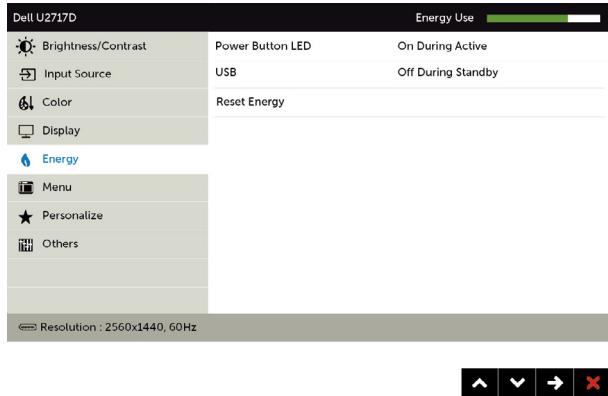 Dell U2717D Energy Use
Brightness/Contrast Power Button LED On During Active
Input Source USB Off During Standby
Color Reset Energy
Display
Energy
Menu
Personalize
Others
Resolution : 2560x1440, 60Hz